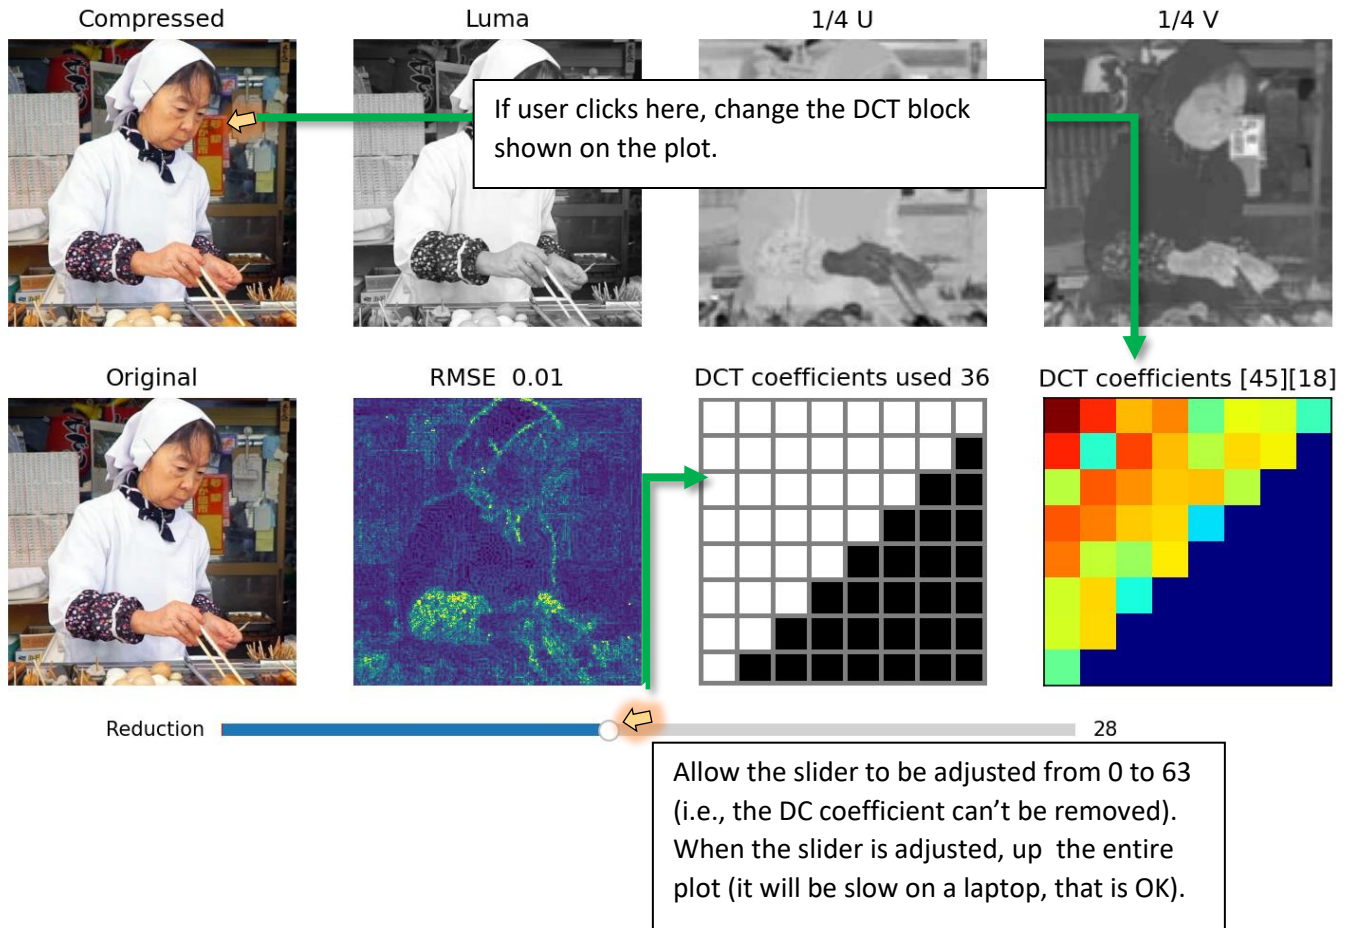 Compressed
Luma
1/4 U
1/4 V
If user clicks here, change the DCT block
shown on the plot.
Original
RMSE  0.01
DCT coefficients used 36
DCT coefficients [45][18]
Reduction
28
Allow the slider to be adjusted from 0 to 63
(i.e., the DC coefficient can’t be removed).
When the slider is adjusted, up  the entire
plot (it will be slow on a laptop, that is OK).